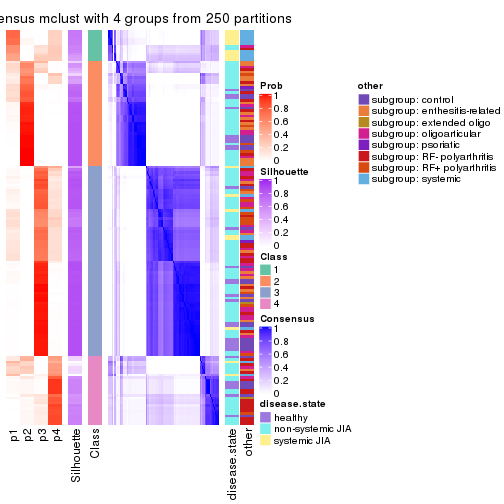 ensus mclust with 4 groups from 250 partitions
p1
p2
p3
p4
Silhouette
Class
disease.state
other
Prob
1
0.8
0.6
0.4
0.2
0
Silhouette
1
0.8
0.6
0.4
0.2
0
Class
1
2
3
4
Consensus
1
0.8
0.6
0.4
0.2
0
disease.state
healthy
non-systemic JIA
systemic JIA
other
subgroup: control
subgroup: enthesitis-related
subgroup: extended oligo
subgroup: oligoarticular
subgroup: psoriatic
subgroup: RF- polyarthritis
subgroup: RF+ polyarthritis
subgroup: systemic